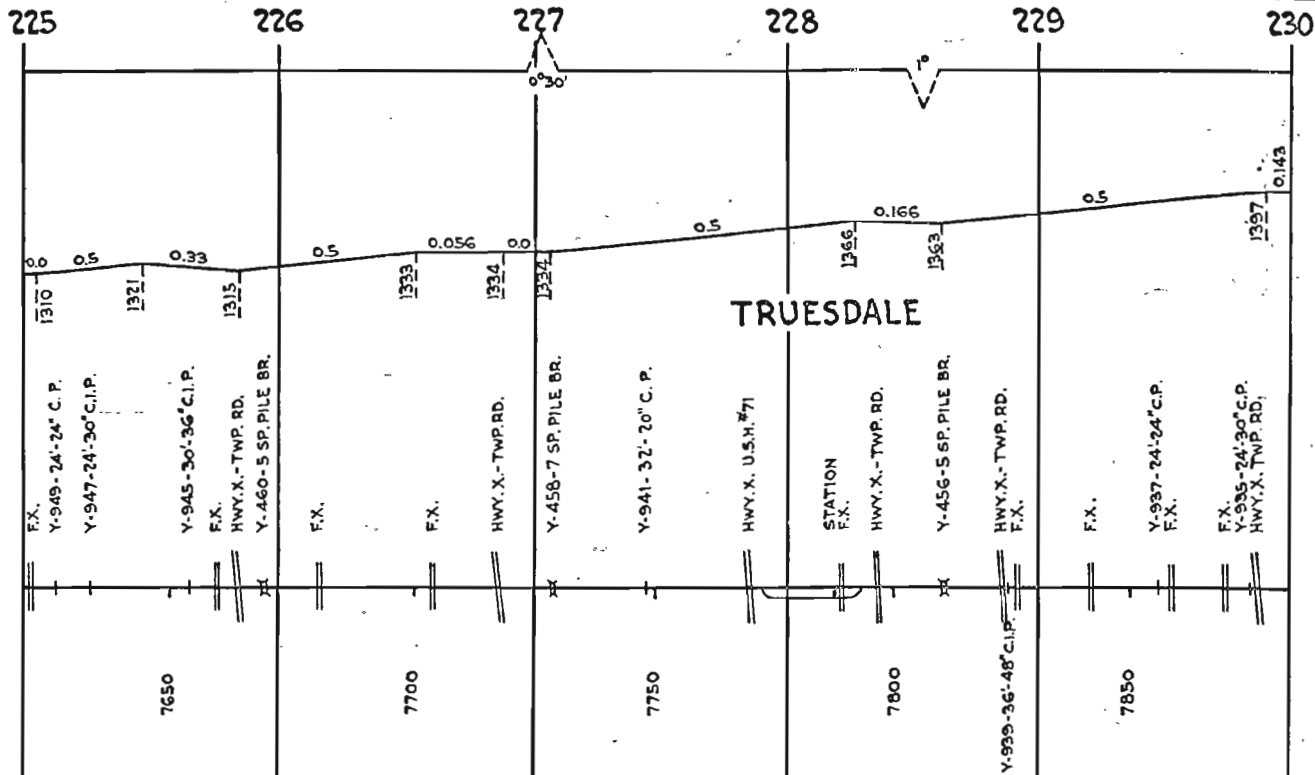 225 226 227 228 229 230
0°30' 1°
0.0 0.5 0.33 0.5 0.056 0.0 0.5 0.166 0.5 0.143
1310 1321 1315 1333 1334 1334 1366 1363 1397
TRUESDALE
F.X.
Y-949-24"C.P.
Y-947-24'-30"C.I.P.
Y-945-30'-36"C.I.P.
F.X.
HWY.X.-TWP.RD.
Y-460-5 SP.PILE BR.
F.X.
F.X.
HWY.X.-TWP.RD.
Y-458-7 SP.PILE BR.
Y-941-32'-20"C.P.
HWY.X. U.S.H.#71
STATION
F.X.
HWY.X.-TWP.RD.
Y-456-5 SP.PILE BR.
HWY.X.-TWP.RD.
F.X.
Y-939-36'-48"C.I.P.
F.X.
Y-937-24'-24"C.P.
F.X.
F.X.
Y-935-24'-30"C.P.
HWY.X.TWP.RD.
7650 7700 7750 7800 7850